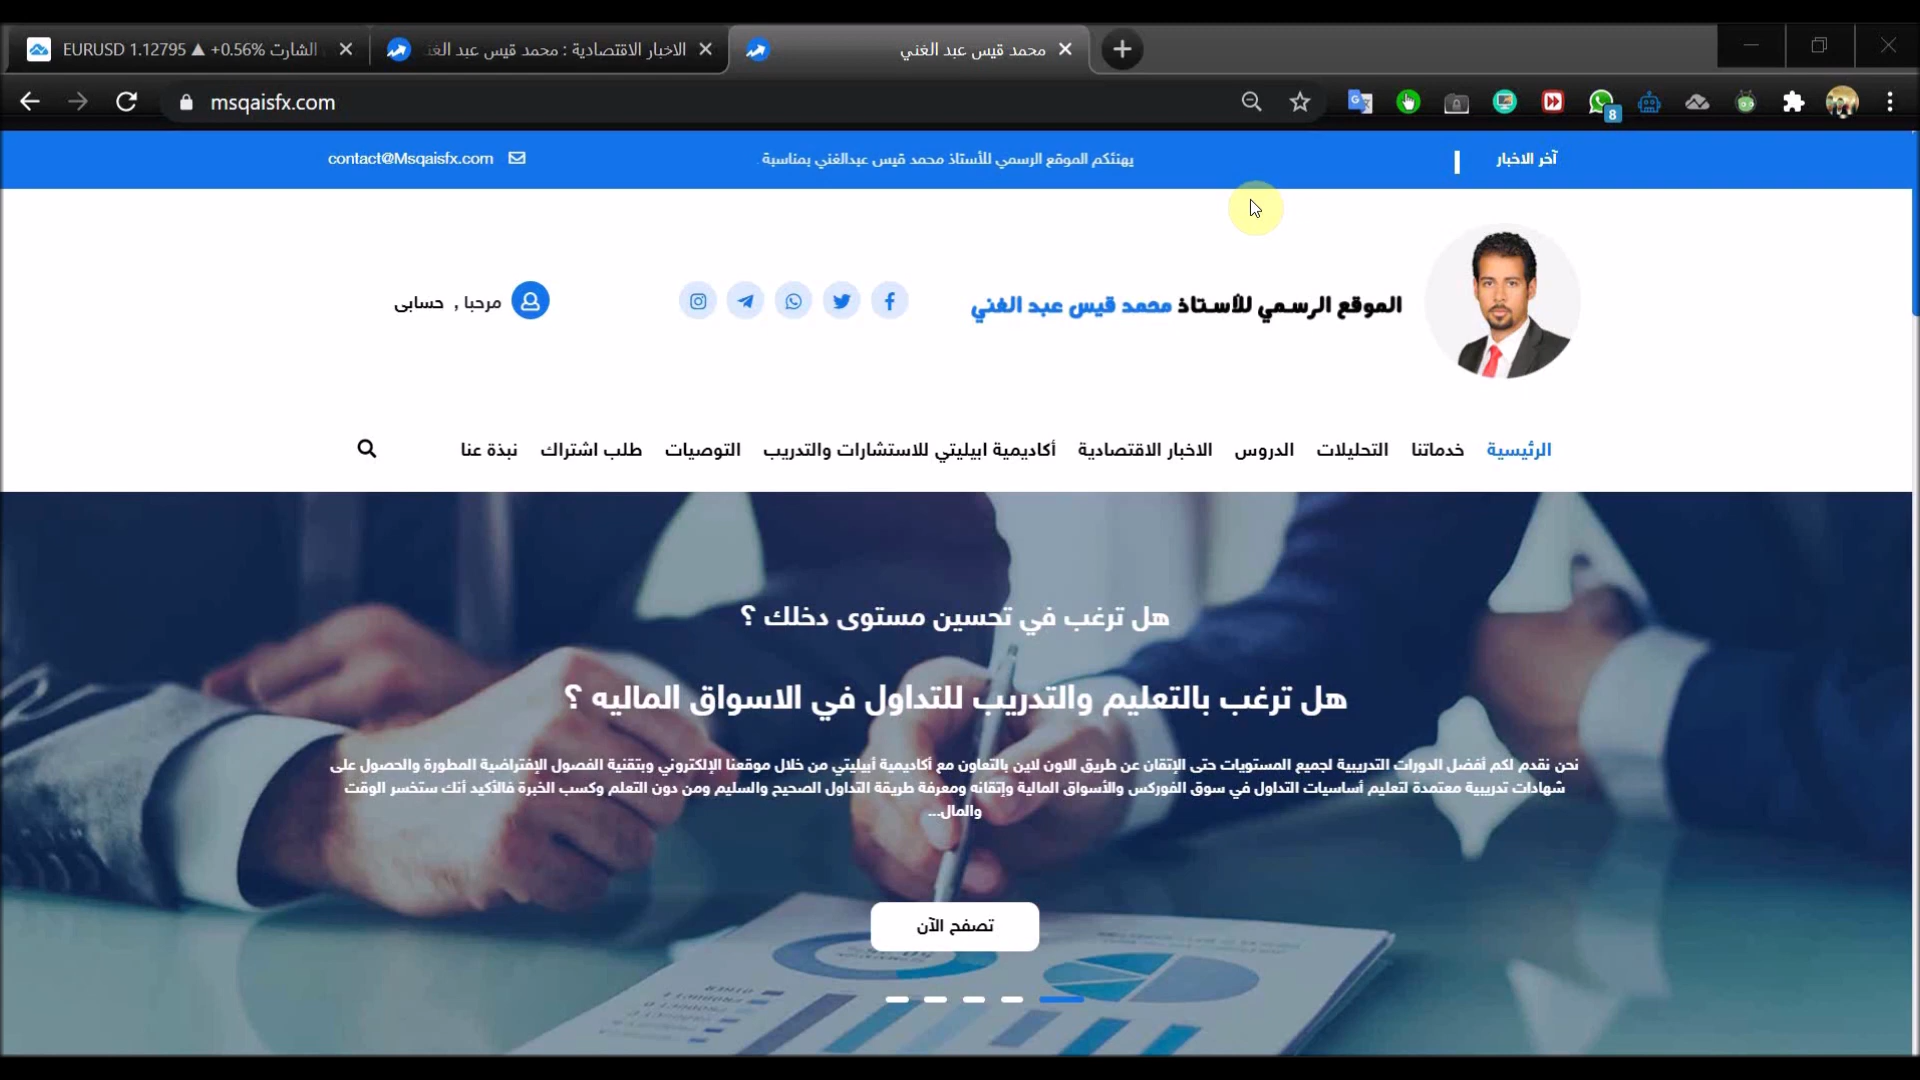 EURUSD 1.12795 ▲ +0.56% الشارت
الاخبار الاقتصادية : محمد قيس عبد الغني
محمد قيس عبد الغني
msqaisfx.com
8
آخر الاخبار
يهنئكم الموقع الرسمي للأستاذ محمد قيس عبدالغني بمناسبة
contact@Msqaisfx.com
الموقع الرسمي للأستاذ محمد قيس عبد الغني
مرحبا , حسابى
الرئيسية خدماتنا التحليلات الدروس الاخبار الاقتصادية أكاديمية ابيليتي للاستشارات والتدريب التوصيات طلب اشتراك نبذة عنا
هل ترغب في تحسين مستوى دخلك ؟
هل ترغب بالتعليم والتدريب للتداول في الاسواق الماليه ؟
نحن نقدم لكم أفضل الدورات التدريبية لجميع المستويات حتى الإتقان عن طريق الاون لاين بالتعاون مع أكاديمية أبيليتي من خلال موقعنا الإلكتروني وبتقنية الفصول الإفتراضية المطورة والحصول على
شهادات تدريبية معتمدة لتعليم أساسيات التداول في سوق الفوركس والأسواق المالية وإتقانه ومعرفة طريقة التداول الصحيح والسليم ومن دون التعلم وكسب الخبرة فالأكيد أنك ستخسر الوقت
والمال...
تصفح الآن